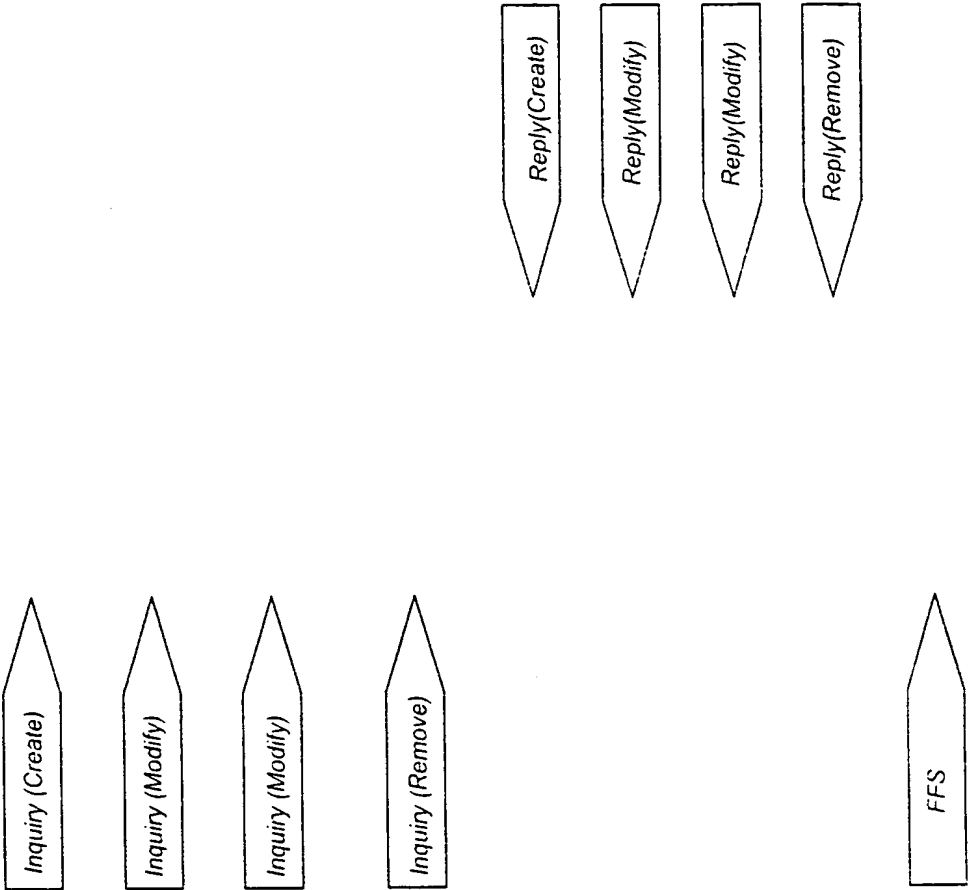 Inquiry (Create)
Inquiry (Modify)
Inquiry (Modify)
Inquiry (Remove)
Reply(Create)
Reply(Modify)
Reply(Modify)
Reply(Remove)
FFS